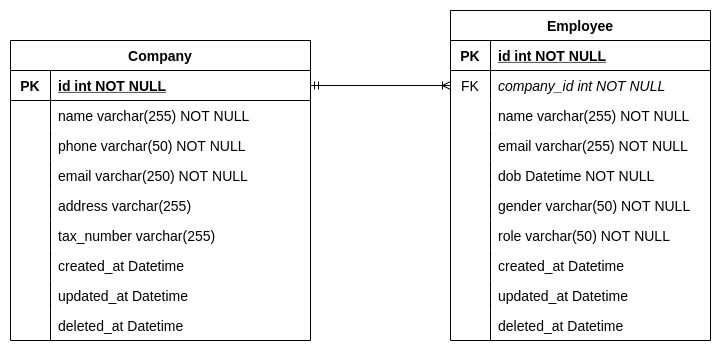 Company
PK id int NOT NULL
name varchar(255) NOT NULL
phone varchar(50) NOT NULL
email varchar(250) NOT NULL
address varchar(255)
tax_number varchar(255)
created_at Datetime
updated_at Datetime
deleted_at Datetime
Employee
PK id int NOT NULL
FK company_id int NOT NULL
name varchar(255) NOT NULL
email varchar(255) NOT NULL
dob Datetime NOT NULL
gender varchar(50) NOT NULL
role varchar(50) NOT NULL
created_at Datetime
updated_at Datetime
deleted_at Datetime